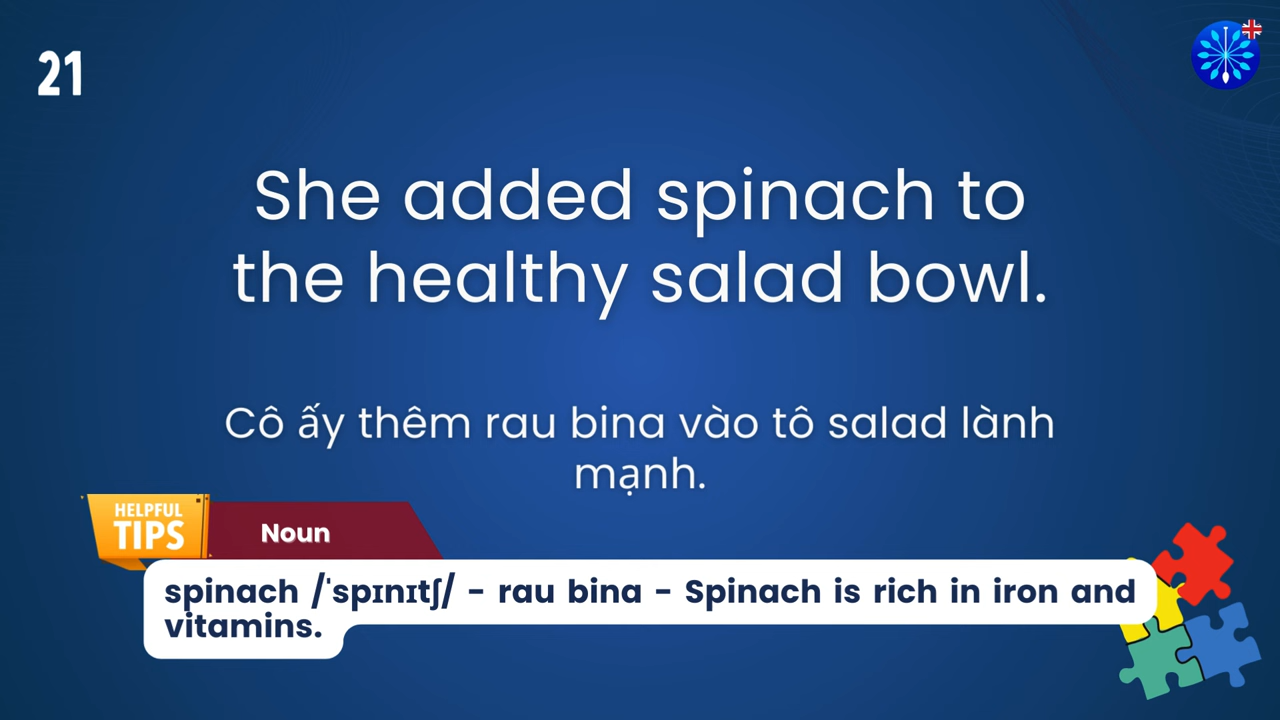 21
She added spinach to
the healthy salad bowl.
Cô ấy thêm rau bina vào tô salad lành
mạnh.
HELPFUL
TIPS
Noun
spinach /ˈspɪnɪtʃ/ - rau bina - Spinach is rich in iron and
vitamins.